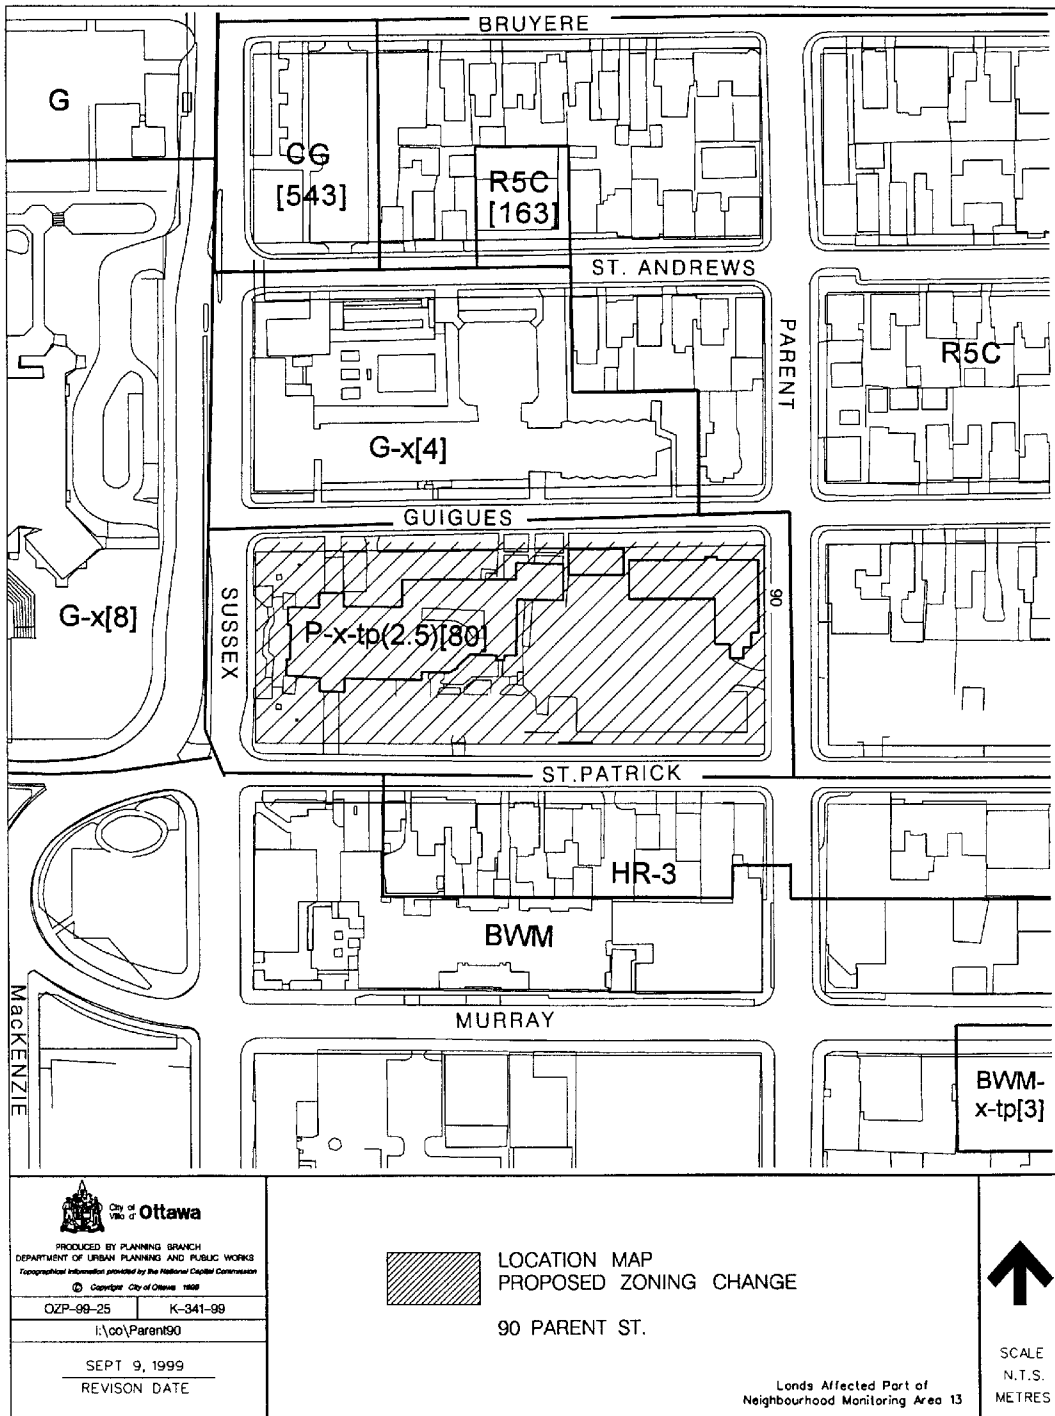 BRUYERE
G
CG
[543]
R5C
[163]
ST. ANDREWS
PARENT
R5C
G-x[4]
GUIGUES
SUSSEX
90
G-x[8]
P-x-tp(2.5)[80]
ST.PATRICK
HR-3
BWM
MacKENZIE
MURRAY
BWM-
x-tp[3]
City of
Ville d' Ottawa
PRODUCED BY PLANNING BRANCH
DEPARTMENT OF URBAN PLANNING AND PUBLIC WORKS
Topographical information provided by the National Capital Commission
© Copyright City of Ottawa
OZP-99-25 K-341-99
I:\co\Parent90
SEPT 9, 1999
REVISON DATE
LOCATION MAP
PROPOSED ZONING CHANGE
90 PARENT ST.
Lands Affected Part of
Neighbourhood Monitoring Area 13
SCALE
N.T.S.
METRES